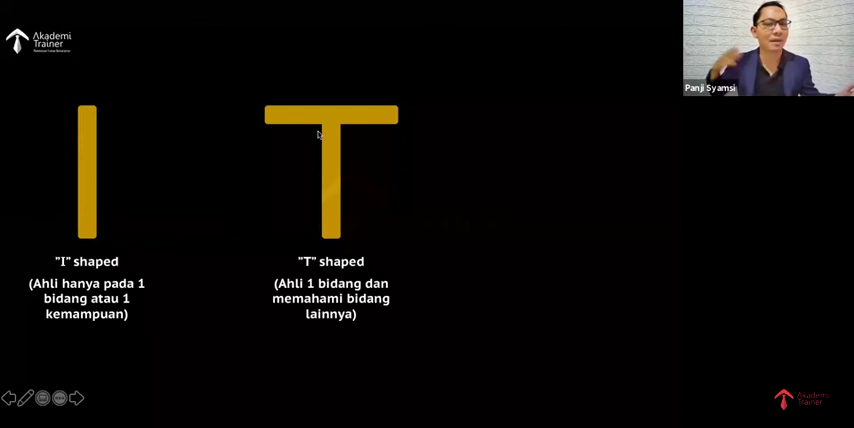 Akademi
Trainer
Panji Syamsi
"I" shaped
(Ahli hanya pada 1
bidang atau 1
kemampuan)
"T" shaped
(Ahli 1 bidang dan
memahami bidang
lainnya)
Akademi
Trainer